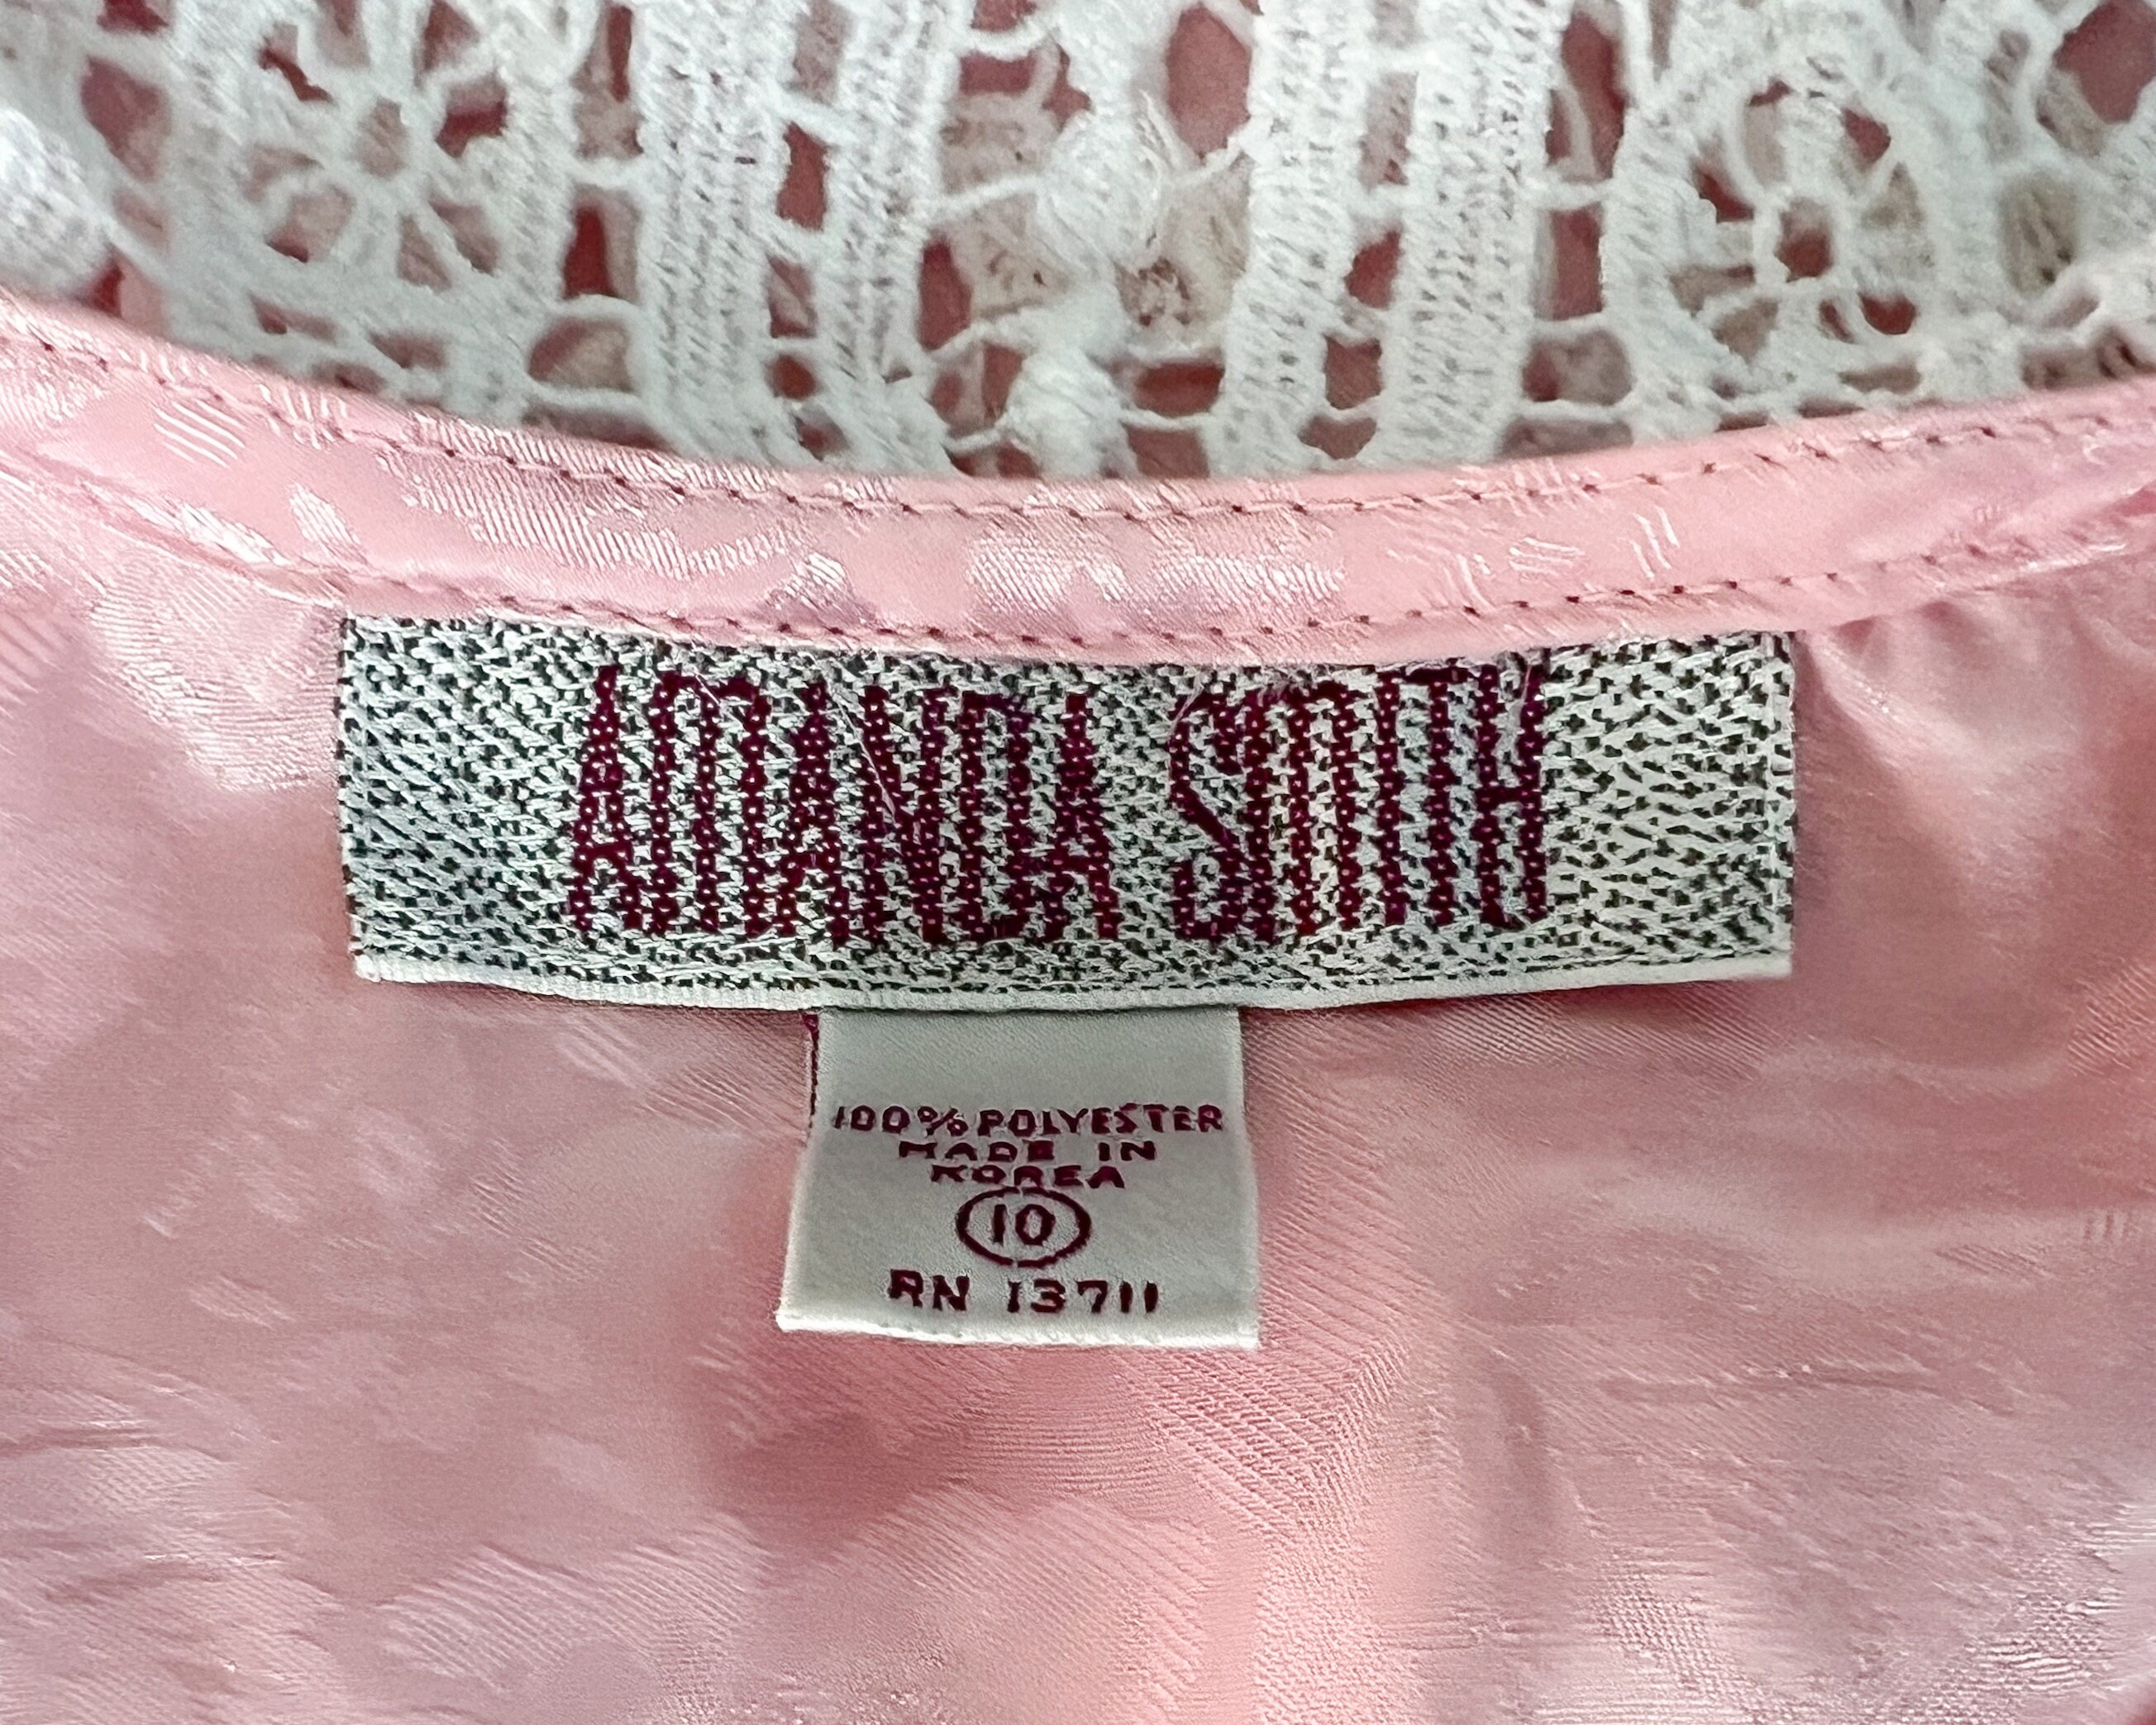 AMANDA SMITH
100% POLYESTER
MADE IN
KOREA
10
RN 13711